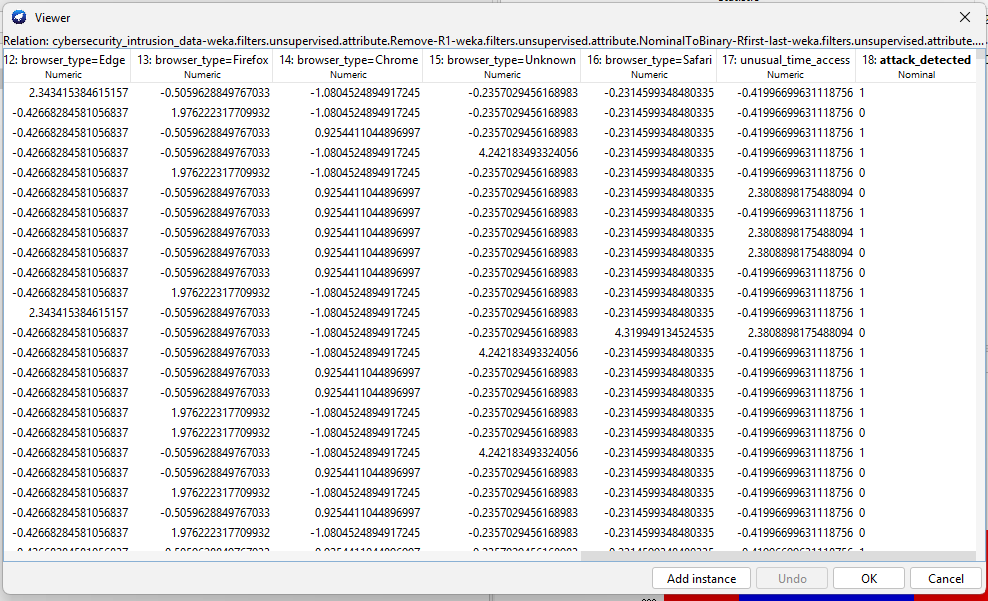 Viewer
Relation: cybersecurity_intrusion_data-weka.filters.unsupervised.attribute.Remove-R1-weka.filters.unsupervised.attribute.NominalToBinary-Rfirst-last-weka.filters.unsupervised.attribute....
12: browser_type=Edge 13: browser_type=Firefox 14: browser_type=Chrome 15: browser_type=Unknown 16: browser_type=Safari 17: unusual_time_access 18: attack_detected
Numeric Numeric Numeric Numeric Numeric Numeric Nominal
2.343415384615157 -0.5059628849767033 -1.0804524894917245 -0.2357029456168983 -0.2314599348480335 -0.41996699631118756 1
-0.42668284581056837 1.976222317709932 -1.0804524894917245 -0.2357029456168983 -0.2314599348480335 -0.41996699631118756 0
-0.42668284581056837 -0.5059628849767033 0.9254411044896997 -0.2357029456168983 -0.2314599348480335 -0.41996699631118756 1
-0.42668284581056837 -0.5059628849767033 -1.0804524894917245 4.242183493324056 -0.2314599348480335 -0.41996699631118756 1
-0.42668284581056837 1.976222317709932 -1.0804524894917245 -0.2357029456168983 -0.2314599348480335 -0.41996699631118756 0
-0.42668284581056837 -0.5059628849767033 0.9254411044896997 -0.2357029456168983 -0.2314599348480335 2.3808898175488094 0
-0.42668284581056837 -0.5059628849767033 0.9254411044896997 -0.2357029456168983 -0.2314599348480335 -0.41996699631118756 1
-0.42668284581056837 -0.5059628849767033 0.9254411044896997 -0.2357029456168983 -0.2314599348480335 2.3808898175488094 1
-0.42668284581056837 -0.5059628849767033 0.9254411044896997 -0.2357029456168983 -0.2314599348480335 2.3808898175488094 0
-0.42668284581056837 -0.5059628849767033 0.9254411044896997 -0.2357029456168983 -0.2314599348480335 -0.41996699631118756 0
-0.42668284581056837 1.976222317709932 -1.0804524894917245 -0.2357029456168983 -0.2314599348480335 -0.41996699631118756 1
2.343415384615157 -0.5059628849767033 -1.0804524894917245 -0.2357029456168983 -0.2314599348480335 -0.41996699631118756 1
-0.42668284581056837 -0.5059628849767033 -1.0804524894917245 -0.2357029456168983 4.319949134524535 2.3808898175488094 0
-0.42668284581056837 -0.5059628849767033 -1.0804524894917245 4.242183493324056 -0.2314599348480335 -0.41996699631118756 1
-0.42668284581056837 -0.5059628849767033 0.9254411044896997 -0.2357029456168983 -0.2314599348480335 -0.41996699631118756 1
-0.42668284581056837 -0.5059628849767033 0.9254411044896997 -0.2357029456168983 -0.2314599348480335 -0.41996699631118756 1
-0.42668284581056837 1.976222317709932 -1.0804524894917245 -0.2357029456168983 -0.2314599348480335 -0.41996699631118756 1
-0.42668284581056837 1.976222317709932 -1.0804524894917245 -0.2357029456168983 -0.2314599348480335 -0.41996699631118756 0
-0.42668284581056837 -0.5059628849767033 -1.0804524894917245 4.242183493324056 -0.2314599348480335 -0.41996699631118756 1
-0.42668284581056837 -0.5059628849767033 0.9254411044896997 -0.2357029456168983 -0.2314599348480335 -0.41996699631118756 0
-0.42668284581056837 1.976222317709932 -1.0804524894917245 -0.2357029456168983 -0.2314599348480335 -0.41996699631118756 0
-0.42668284581056837 -0.5059628849767033 0.9254411044896997 -0.2357029456168983 -0.2314599348480335 -0.41996699631118756 0
-0.42668284581056837 1.976222317709932 -1.0804524894917245 -0.2357029456168983 -0.2314599348480335 -0.41996699631118756 0
Add instance Undo OK Cancel